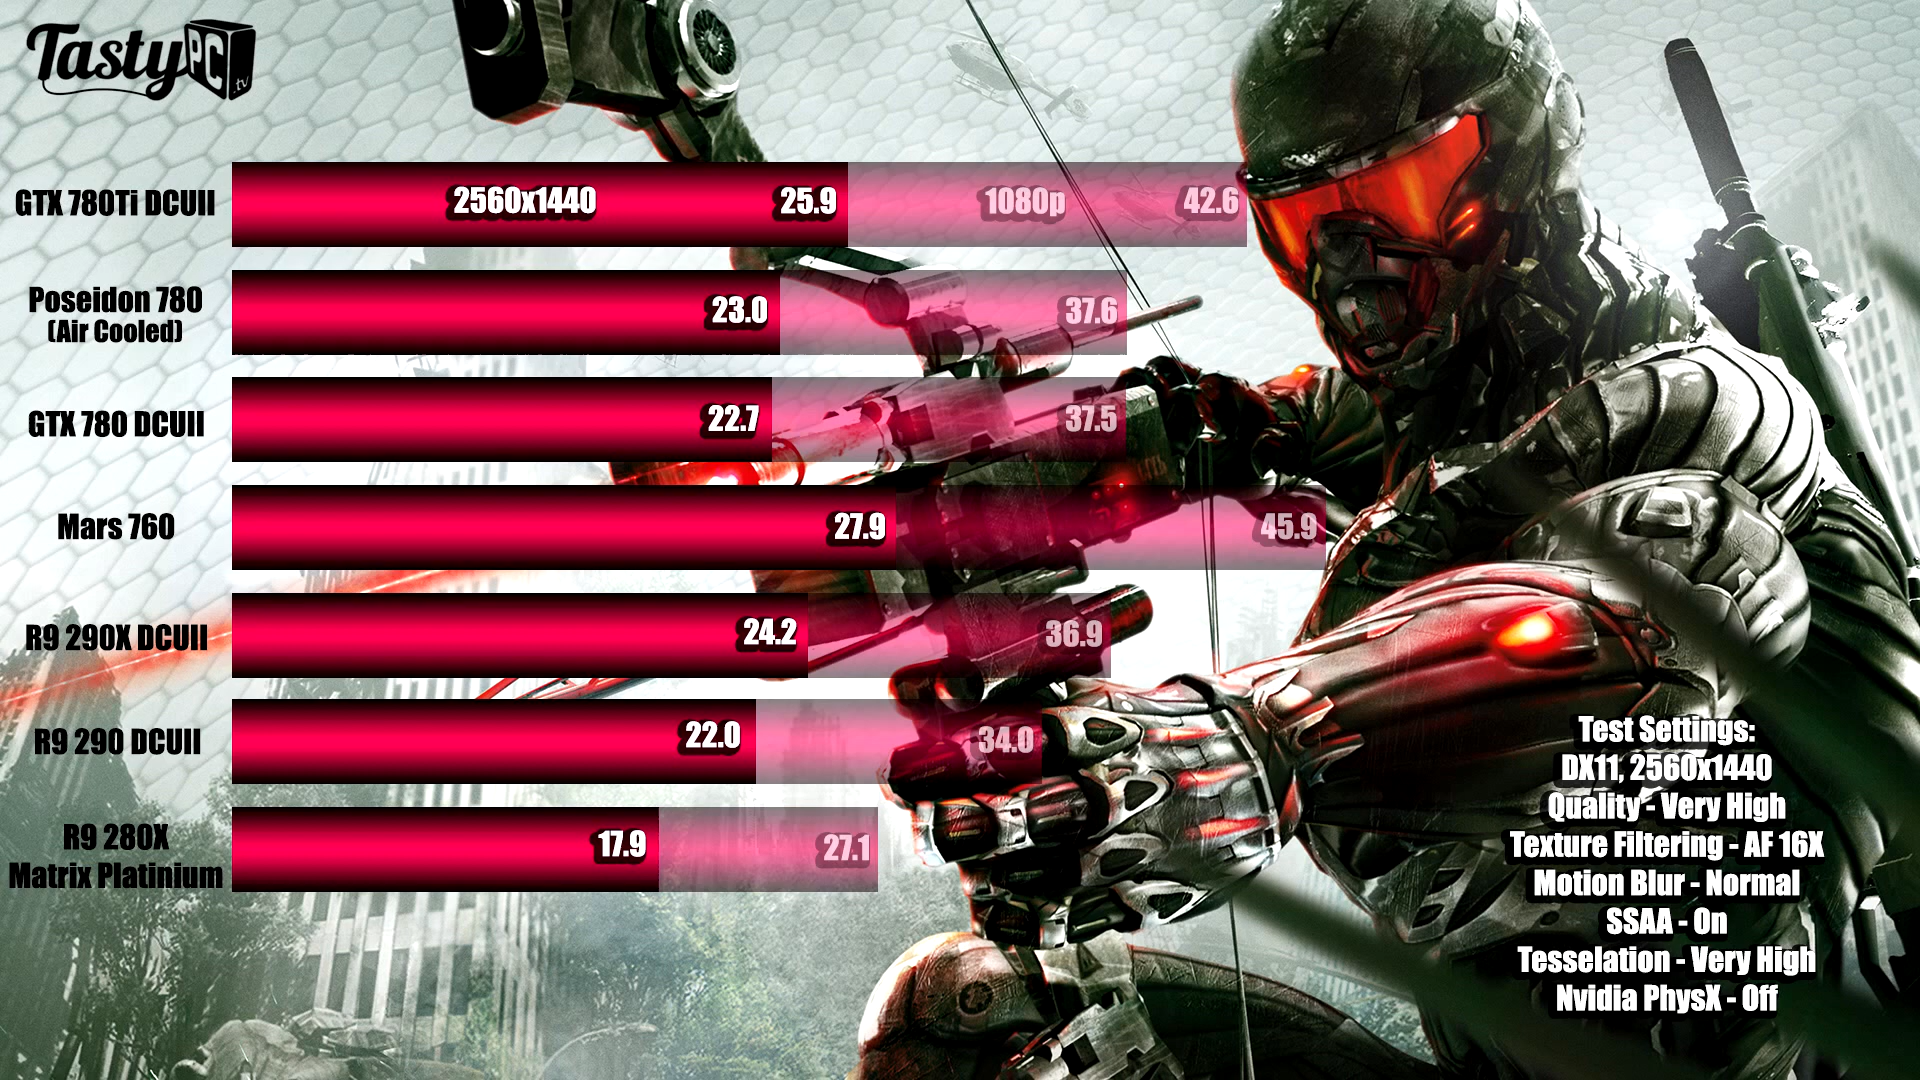 TastyPC.tv
GTX 780Ti DCUII 2560x1440 25.9 1080p 42.6
Poseidon 780
(Air Cooled)
23.0 37.6
GTX 780 DCUII 22.7 37.5
Mars 760 27.9 45.9
R9 290X DCUII 24.2 36.9
R9 290 DCUII 22.0 34.0
R9 280X
Matrix Platinium
17.9 27.1
Test Settings:
DX11, 2560x1440
Quality - Very High
Texture Filtering - AF 16X
Motion Blur - Normal
SSAA - On
Tesselation - Very High
Nvidia PhysX - Off